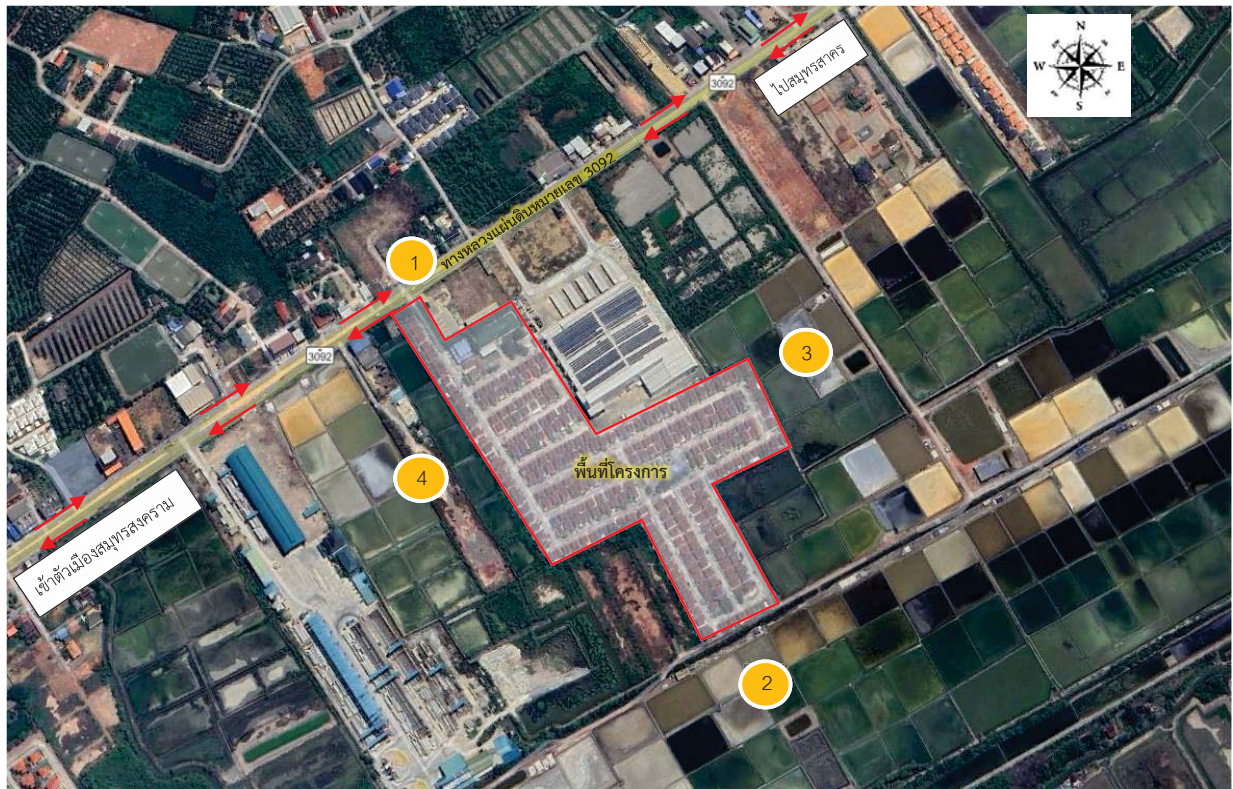 N
W E
S
ไปสมุทรสาคร
3092
ทางหลวงแผ่นดินหมายเลข 3092
1
3092
3
พื้นที่โครงการ
4
เข้าตัวเมืองสมุทรสงคราม
2